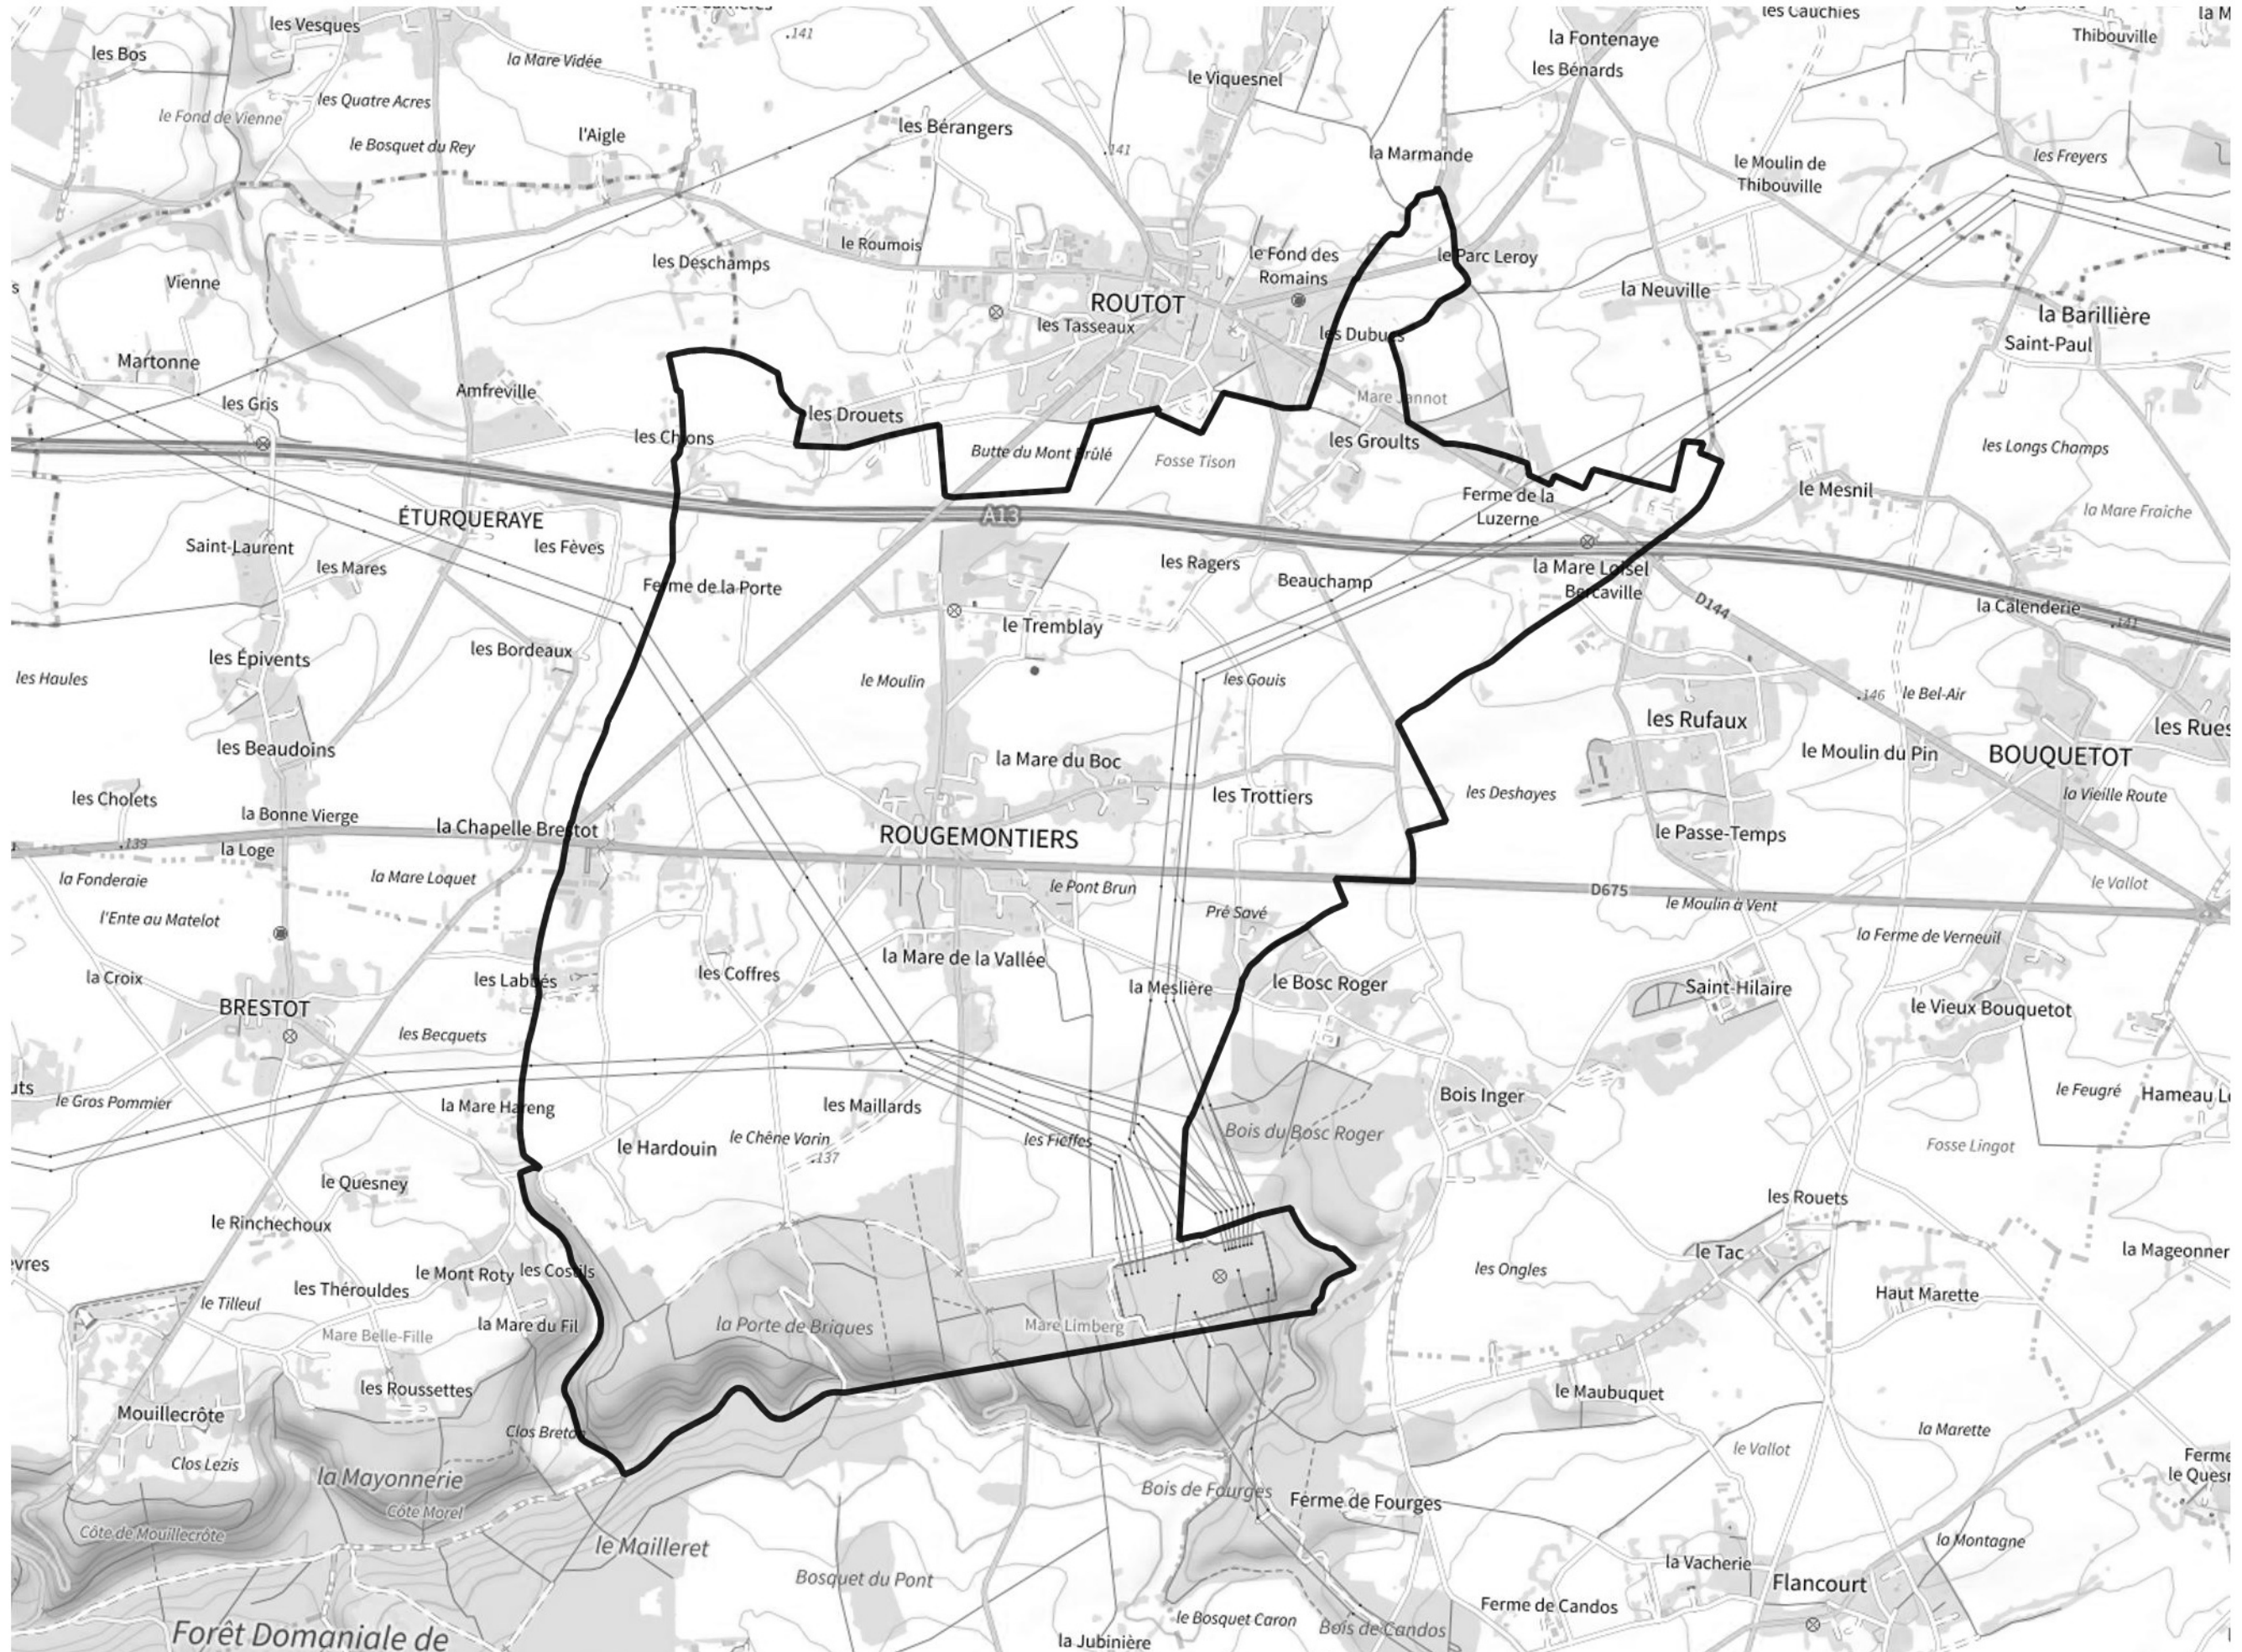 les Vesques
.141
les Cauchies
la M
la Fontenaye
Thibouville
les Bos
la Mare Vidée
les Bénards
le Viquesnel
les Quatre Acres
le Fond de Vienne
les Bérangers
l'Aigle
le Bosquet du Rey
141
la Marmande
les Freyers
le Moulin de
Thibouville
le Roumois
le Fond des
Romains
le Parc Leroy
les Deschamps
Vienne
s
la Neuville
ROUTOT
les Tasseaux
la Barillière
les Dubucs
Saint-Paul
Martonne
Amfreville
les Gris
Mare Jannot
les Drouets
les Chions
les Groults
les Longs Champs
Butte du Mont Brûlé
Fosse Tison
le Mesnil
Ferme de la
Luzerne
la Mare Fraiche
A13
ÉTURQUERAYE
les Fèves
Saint-Laurent
les Mares
les Ragers
la Mare Loisel
Beauchamp
Ferme de la Porte
Bercaville
D144
la Calenderie
.141
le Tremblay
les Bordeaux
les Épivents
les Haules
le Moulin
les Gouis
.146
le Bel-Air
les Rufaux
les Rues
les Beaudoins
le Moulin du Pin
BOUQUETOT
la Mare du Boc
les Cholets
les Trottiers
les Deshayes
la Vieille Route
la Bonne Vierge
la Chapelle Brestot
ROUGEMONTIERS
le Passe-Temps
.139
la Loge
la Fonderaie
la Mare Loquet
le Pont Brun
D675
le Vallot
l'Ente au Matelot
Pré Savé
le Moulin à Vent
la Ferme de Verneuil
la Mare de la Vallée
la Croix
les Labbés
les Coffres
la Meslière
le Bosc Roger
Saint-Hilaire
BRESTOT
le Vieux Bouquetot
les Becquets
uts
le Gros Pommier
la Mare Hareng
les Maillards
Bois Inger
le Feugré
Hameau L
le Hardouin
le Chêne Varin
.137
les Fieffes
Bois du Bosc Roger
Fosse Lingot
le Quesney
les Rouets
le Rinchechoux
le Tac
la Mageonner
vres
le Mont Roty
les Costils
les Ongles
les Thérouldes
Haut Marette
le Tilleul
la Mare du Fil
la Porte de Briques
Mare Limberg
Mare Belle-Fille
les Roussettes
le Maubuquet
Mouillecrôte
Clos Breton
la Marette
Clos Lezis
la Mayonnerie
le Vallot
Ferme
le Quesn
Bois de Fourges
Ferme de Fourges
Côte Morel
Côte de Mouillecrôte
le Mailleret
la Montagne
la Vacherie
Bosquet du Pont
Flancourt
Ferme de Candos
le Bosquet Caron
Bois de Candos
Forêt Domaniale de
la Jubinière